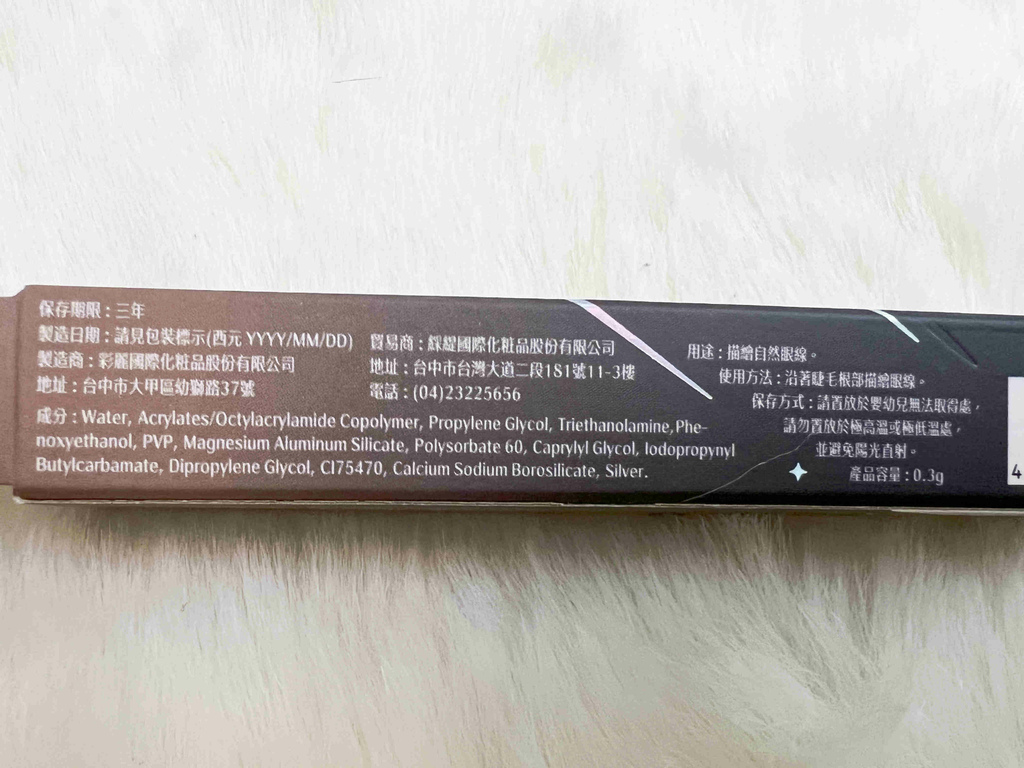 保存期限：三年
製造日期：請見包裝標示(西元 YYYY/MM/DD)
製造商：彩麗國際化粧品股份有限公司
地址：台中市大甲區幼獅路37號
貿易商：綵緹國際化粧品股份有限公司
地址：台中市台灣大道二段181號11-3樓
電話：(04)23225656
成分：Water, Acrylates/Octylacrylamide Copolymer, Propylene Glycol, Triethanolamine, Phe-
noxyethanol, PVP, Magnesium Aluminum Silicate, Polysorbate 60, Caprylyl Glycol, Iodopropynyl
Butylcarbamate, Dipropylene Glycol, CI75470, Calcium Sodium Borosilicate, Silver.
用途：描繪自然眼線。
使用方法：沿著睫毛根部描繪眼線。
保存方式：請置放於嬰幼兒無法取得處，
請勿置放於極高溫或極低溫處，
並避免陽光直射。
產品容量：0.3g
4